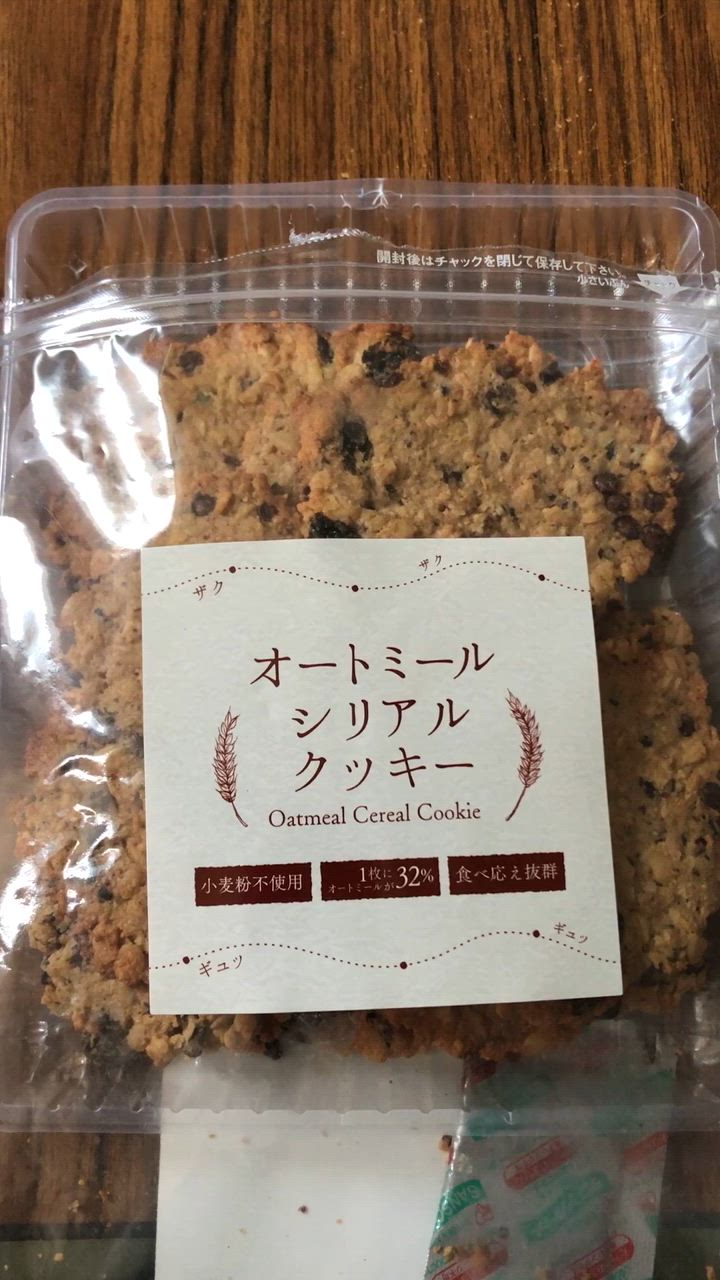 開封後はチャックを閉じて保存して下さい。
ザク
ザク
オートミール
シリアル
クッキー
Oatmeal Cereal Cookie
小麦粉不使用
1枚に
オートミールが32%
食べ応え抜群
ギュッ
ギュッ